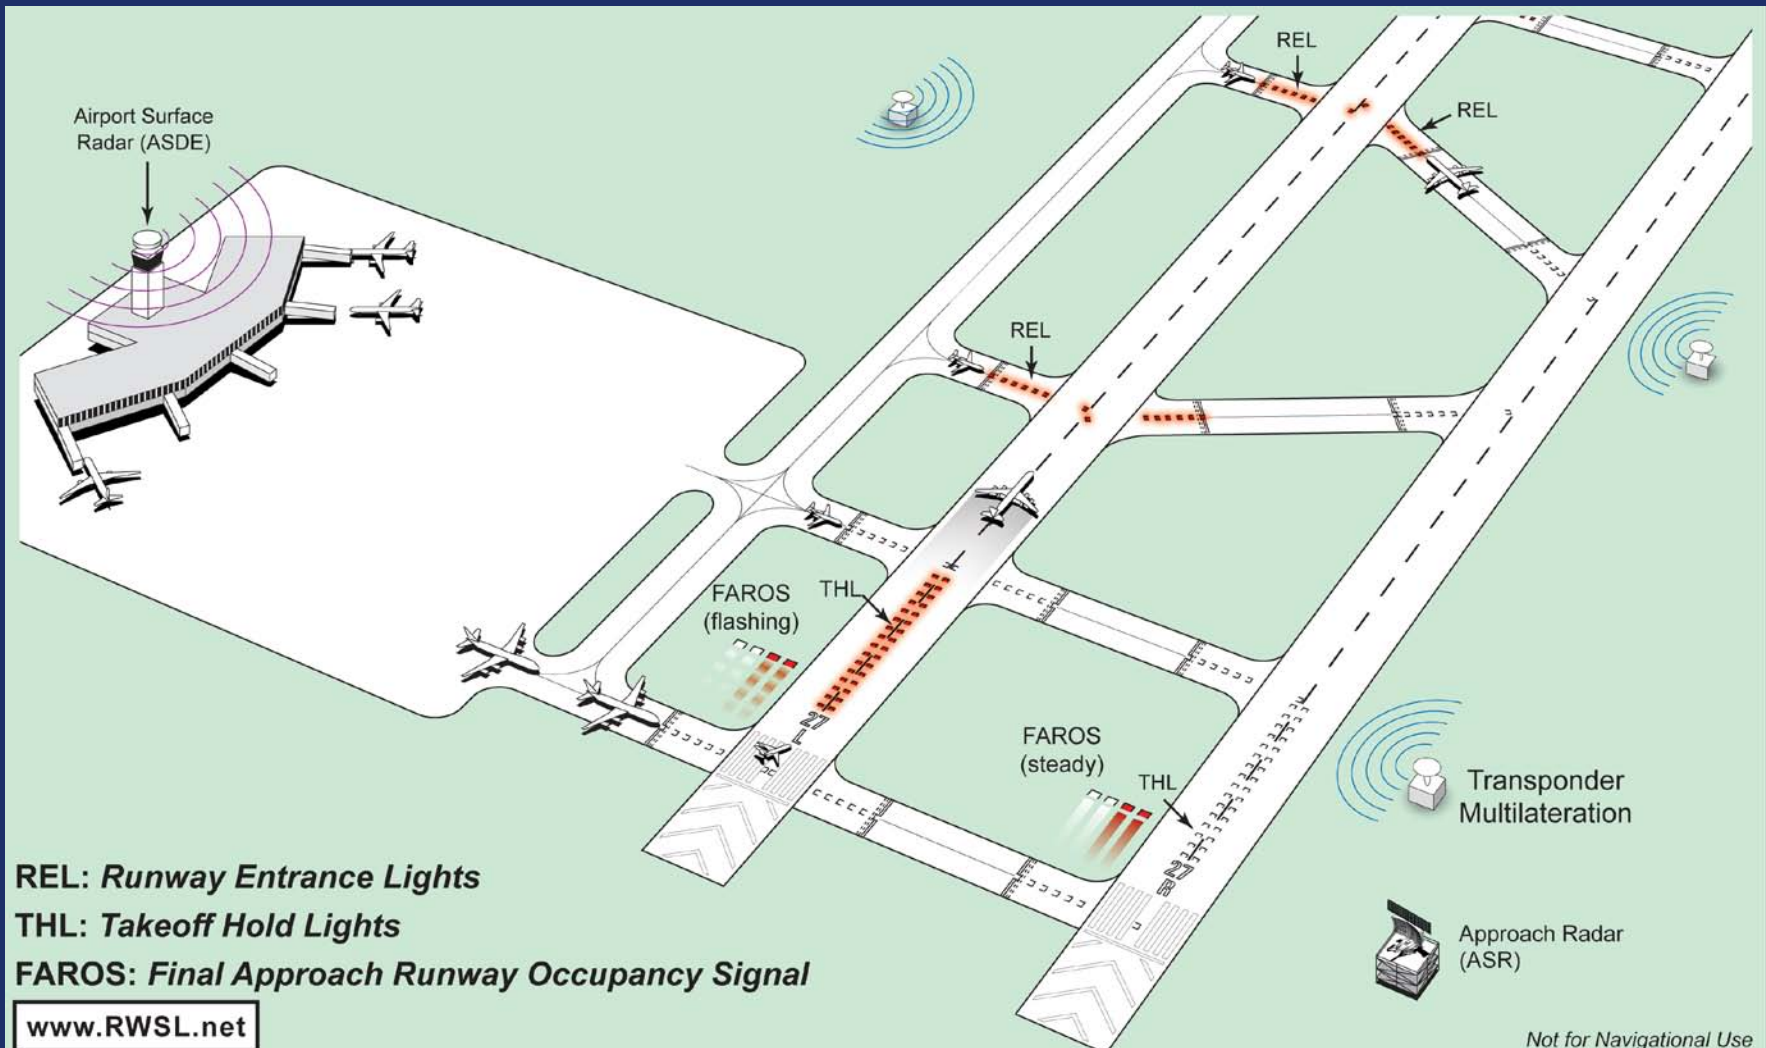 REL
REL
Airport Surface
Radar (ASDE)
REL
FAROS
(flashing)
THL
27
L
FAROS
(steady)
THL
27
R
Transponder
Multilateration
Approach Radar
(ASR)
REL: Runway Entrance Lights
THL: Takeoff Hold Lights
FAROS: Final Approach Runway Occupancy Signal
www.RWSL.net
Not for Navigational Use